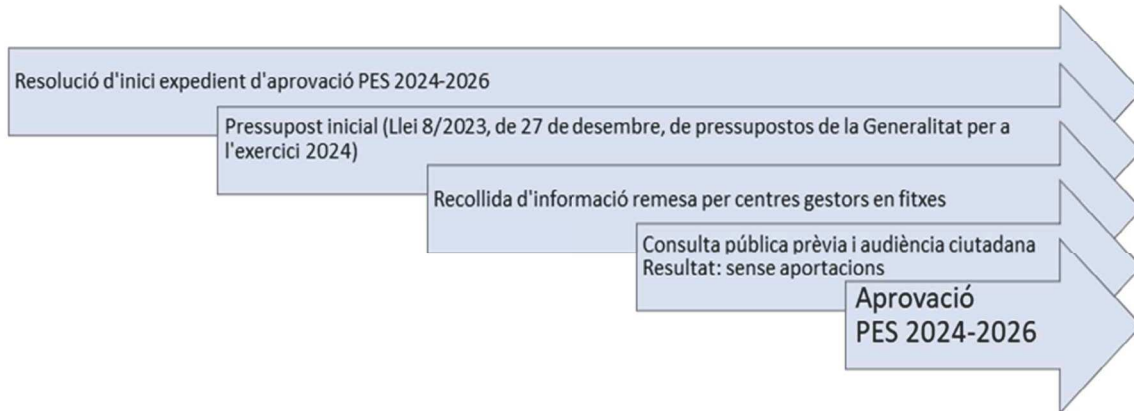 Resolució d'inici expedient d'aprovació PES 2024-2026
Pressupost inicial (Llei 8/2023, de 27 de desembre, de pressupostos de la Generalitat per a
l'exercici 2024)
Recollida d'informació remesa per centres gestors en fitxes
Consulta pública prèvia i audiència ciutadana
Resultat: sense aportacions
Aprovació
PES 2024-2026